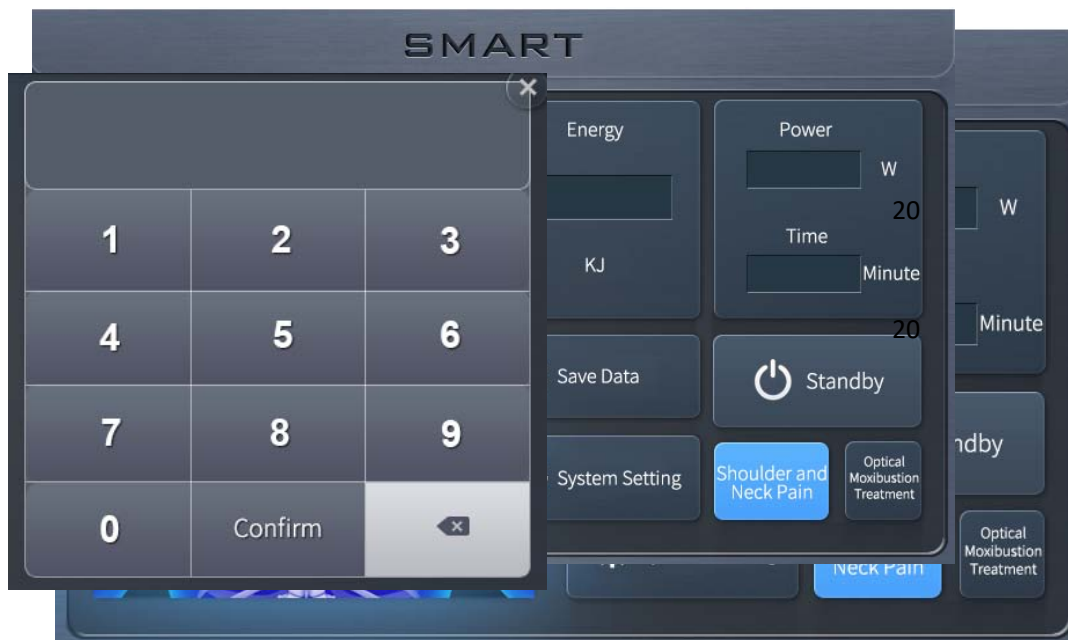 SMART
Energy
KJ
Power
W
20
Time
Minute
20
1
2
3
4
5
6
7
8
9
0
Confirm
Save Data
Standby
System Setting
Shoulder and
Neck Pain
Optical
Moxibustion
Treatment
W
Minute
ndby
Neck Pain
Optical
Moxibustion
Treatment